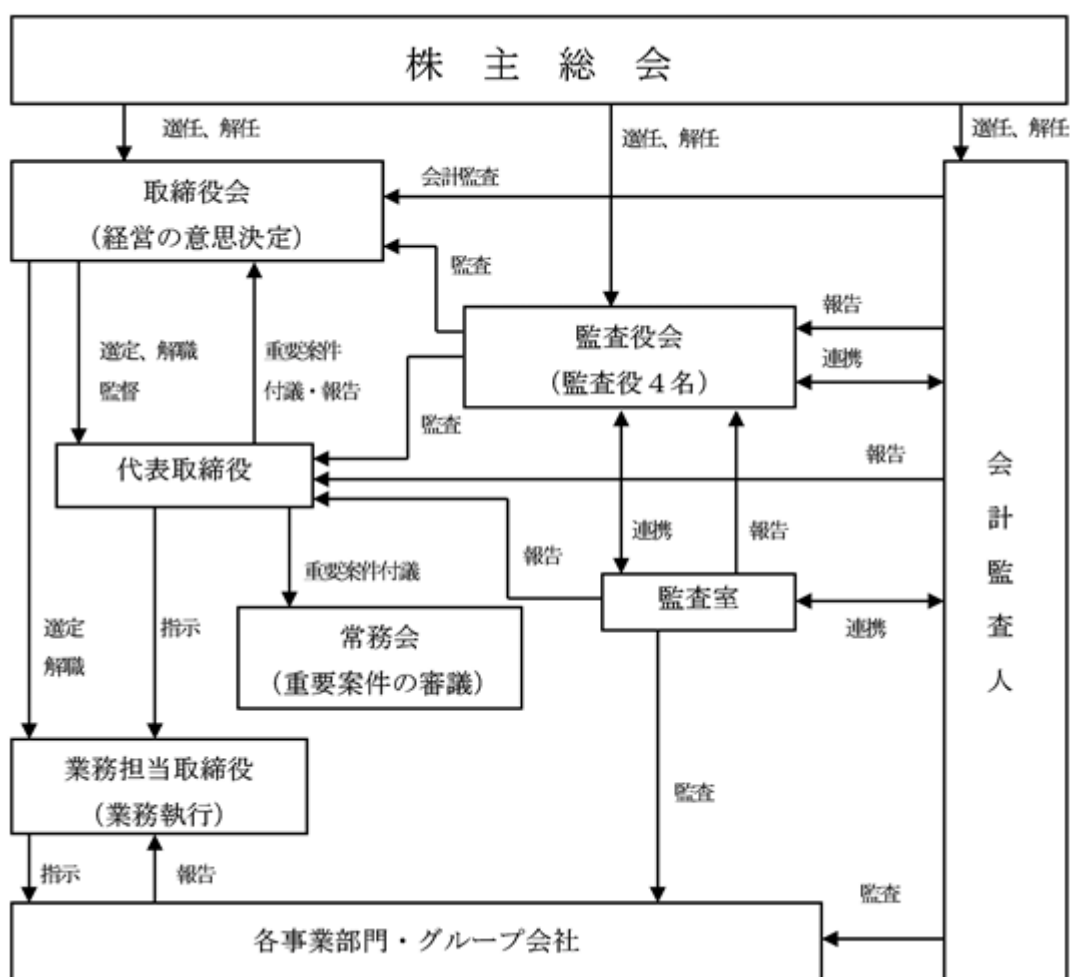 株 主 総 会
選任、解任
選任、解任
選任、解任
取締役会
(経営の意思決定)
会計監査
監査
監査役会
(監査役4名)
報告
連携
選定、解職
監督
重要案件
付議・報告
監査
代表取締役
報告
会計監査人
連携
報告
報告
重要案件付議
監査室
連携
選定
解職
指示
常務会
(重要案件の審議)
業務担当取締役
(業務執行)
監査
指示
報告
監査
各事業部門・グループ会社